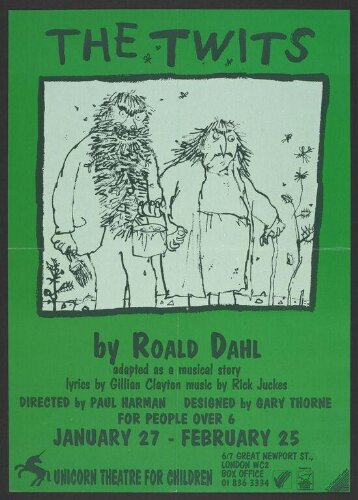 THE TWITS
by ROALD DAHL
adapted as a musical story
lyrics by Gillian Clayton music by Rick Juckes
DIRECTED by PAUL HARMAN DESIGNED by GARY THORNE
FOR PEOPLE OVER 6
JANUARY 27 - FEBRUARY 25
UNICORN THEATRE FOR CHILDREN
6/7 GREAT NEWPORT ST.,
LONDON WC2
BOX OFFICE
01 836 3334